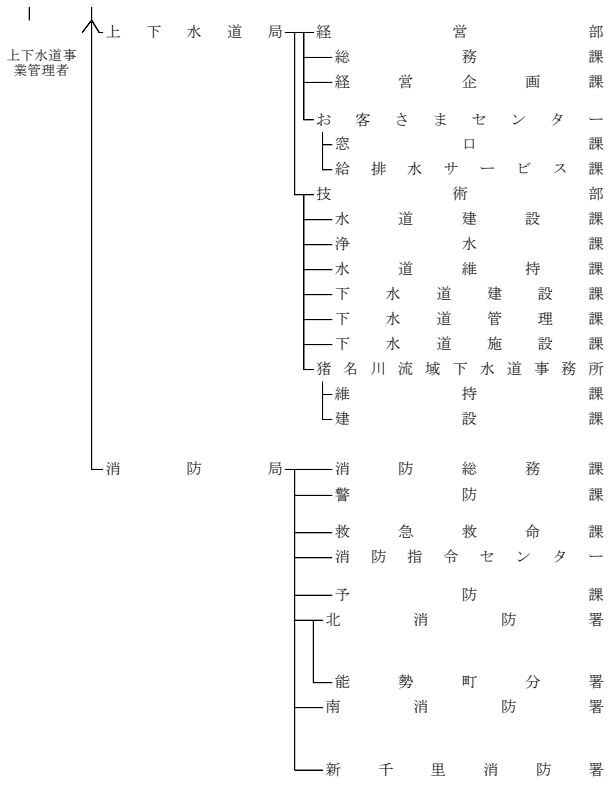 上下水道局 経営部
上下水道事
業管理者
総務課
経営企画課
お客さまセンター
窓口課
給排水サービス課
技術部
水道建設課
浄水課
水道維持課
下水道建設課
下水道管理課
下水道施設課
猪名川流域下水道事務所
維持課
建設課
消防局 消防総務課
警防課
救急救命課
消防指令センター
予防課
北消防署
能勢町分署
南消防署
新千里消防署